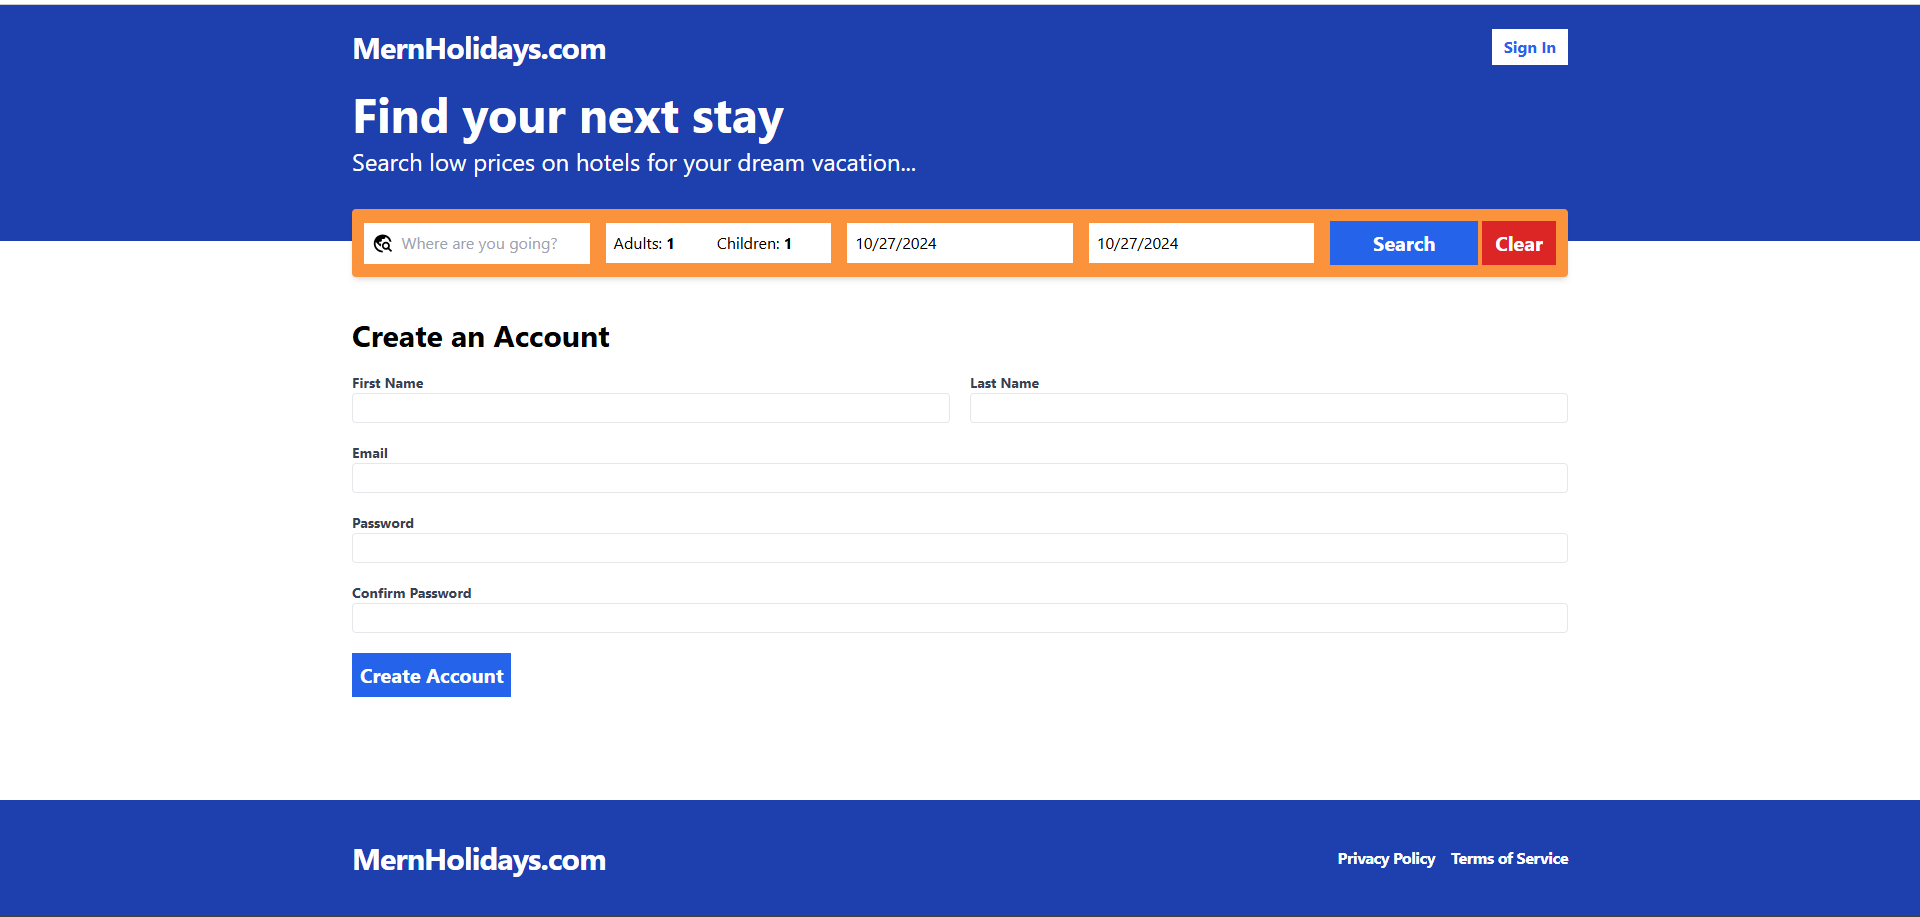 MernHolidays.com
Sign In
Find your next stay
Search low prices on hotels for your dream vacation...
Where are you going?
Adults: 1 Children: 1
10/27/2024
10/27/2024
Search
Clear
Create an Account
First Name
Last Name
Email
Password
Confirm Password
Create Account
MernHolidays.com
Privacy Policy Terms of Service